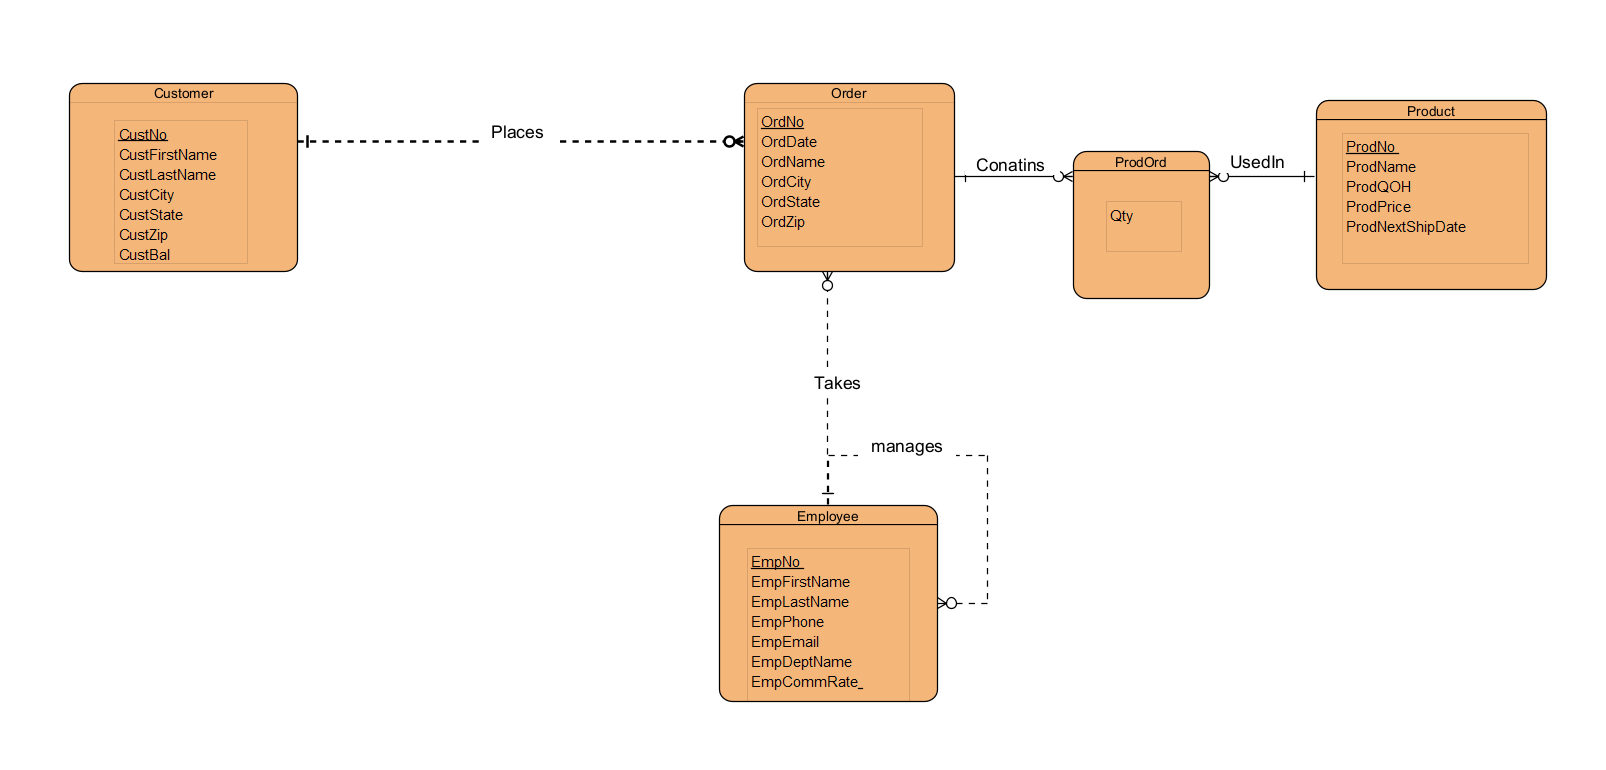 Customer
CustNo
CustFirstName
CustLastName
CustCity
CustState
CustZip
CustBal
Places
Order
OrdNo
OrdDate
OrdName
OrdCity
OrdState
OrdZip
Conatins
ProdOrd
Qty
UsedIn
Product
ProdNo
ProdName
ProdQOH
ProdPrice
ProdNextShipDate
Takes
manages
Employee
EmpNo
EmpFirstName
EmpLastName
EmpPhone
EmpEmail
EmpDeptName
EmpCommRate_